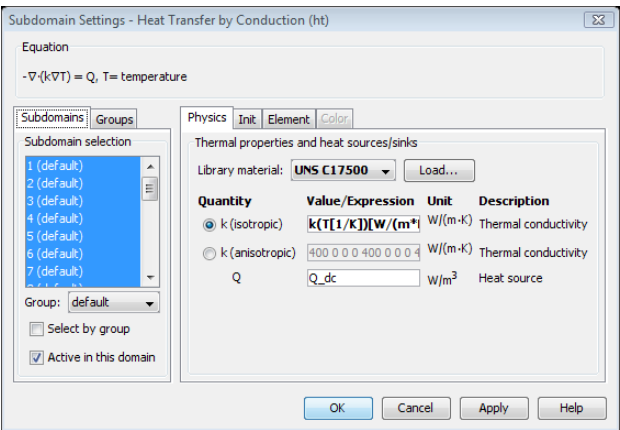 Subdomain Settings - Heat Transfer by Conduction (ht)
Equation
-∇·(k∇T) = Q, T= temperature
Subdomains Groups
Subdomain selection
1 (default)
2 (default)
3 (default)
4 (default)
5 (default)
6 (default)
7 (default)
Group: default
Select by group
Active in this domain
Physics Init Element Color
Thermal properties and heat sources/sinks
Library material: UNS C17500 Load...
Quantity Value/Expression Unit Description
k (isotropic) k(T[1/K])[W/(m* W/(m·K) Thermal conductivity
k (anisotropic) 400 0 0 0 400 0 0 0 4 W/(m·K) Thermal conductivity
Q Q_dc W/m³ Heat source
OK Cancel Apply Help